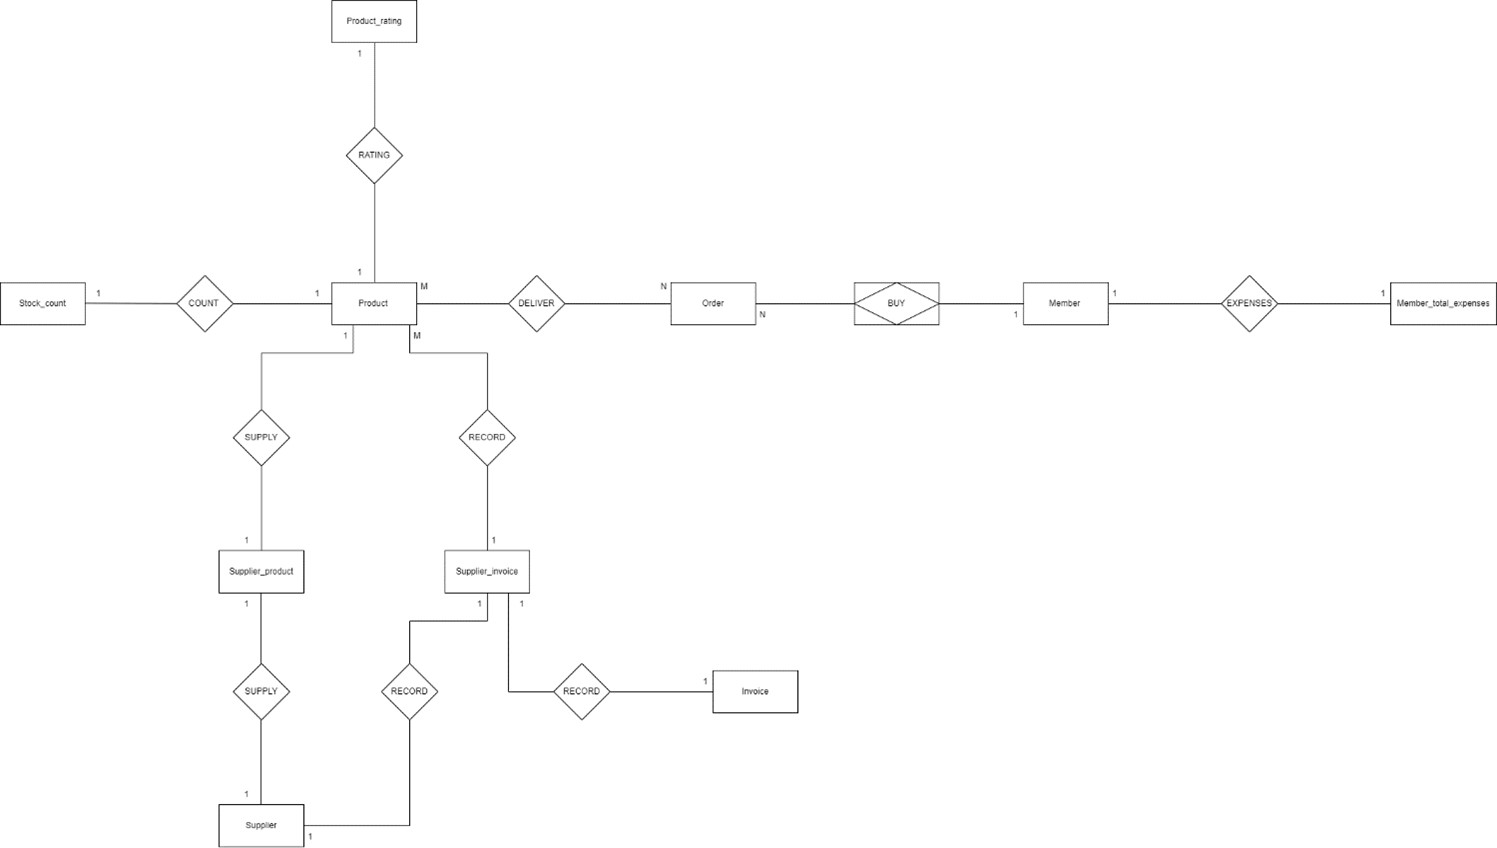 Product_rating
1
RATING
1
Stock_count
1
COUNT
1
Product
M
DELIVER
N
Order
N
BUY
1
Member
1
EXPENSES
1
Member_total_expenses
1
M
SUPPLY
RECORD
1
1
Supplier_product
Supplier_invoice
1
1
1
SUPPLY
RECORD
RECORD
1
Invoice
1
Supplier
1